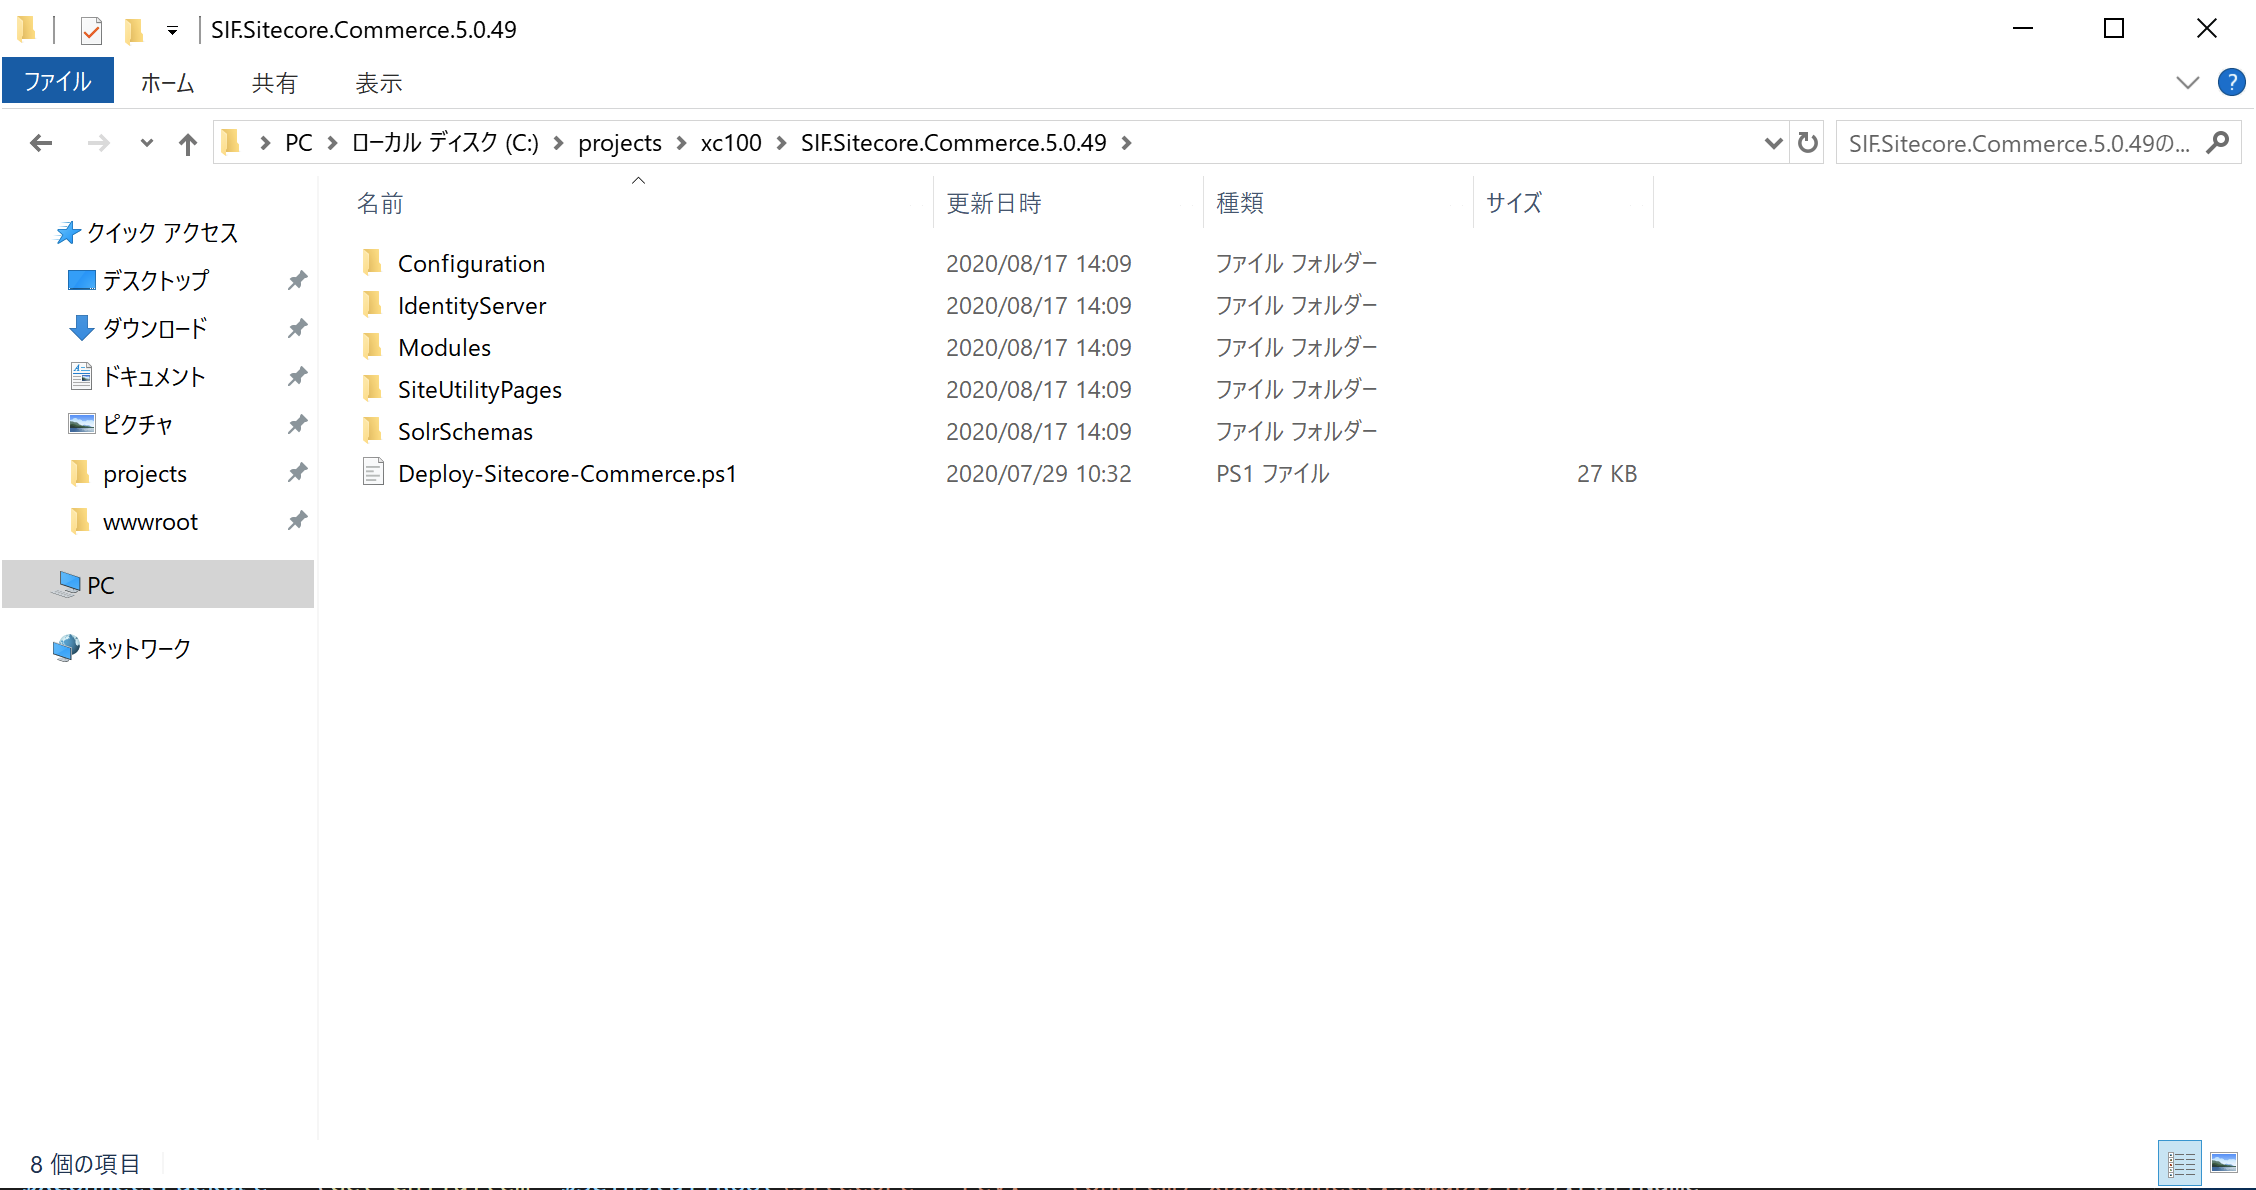 SIF.Sitecore.Commerce.5.0.49
ファイル ホーム 共有 表示
PC ローカル ディスク (C:) projects xc100 SIF.Sitecore.Commerce.5.0.49
SIF.Sitecore.Commerce.5.0.49の...
名前 更新日時 種類 サイズ
クイック アクセス
デスクトップ
ダウンロード
ドキュメント
ピクチャ
projects
wwwroot
PC
ネットワーク
Configuration 2020/08/17 14:09 ファイル フォルダー
IdentityServer 2020/08/17 14:09 ファイル フォルダー
Modules 2020/08/17 14:09 ファイル フォルダー
SiteUtilityPages 2020/08/17 14:09 ファイル フォルダー
SolrSchemas 2020/08/17 14:09 ファイル フォルダー
Deploy-Sitecore-Commerce.ps1 2020/07/29 10:32 PS1 ファイル 27 KB
8 個の項目